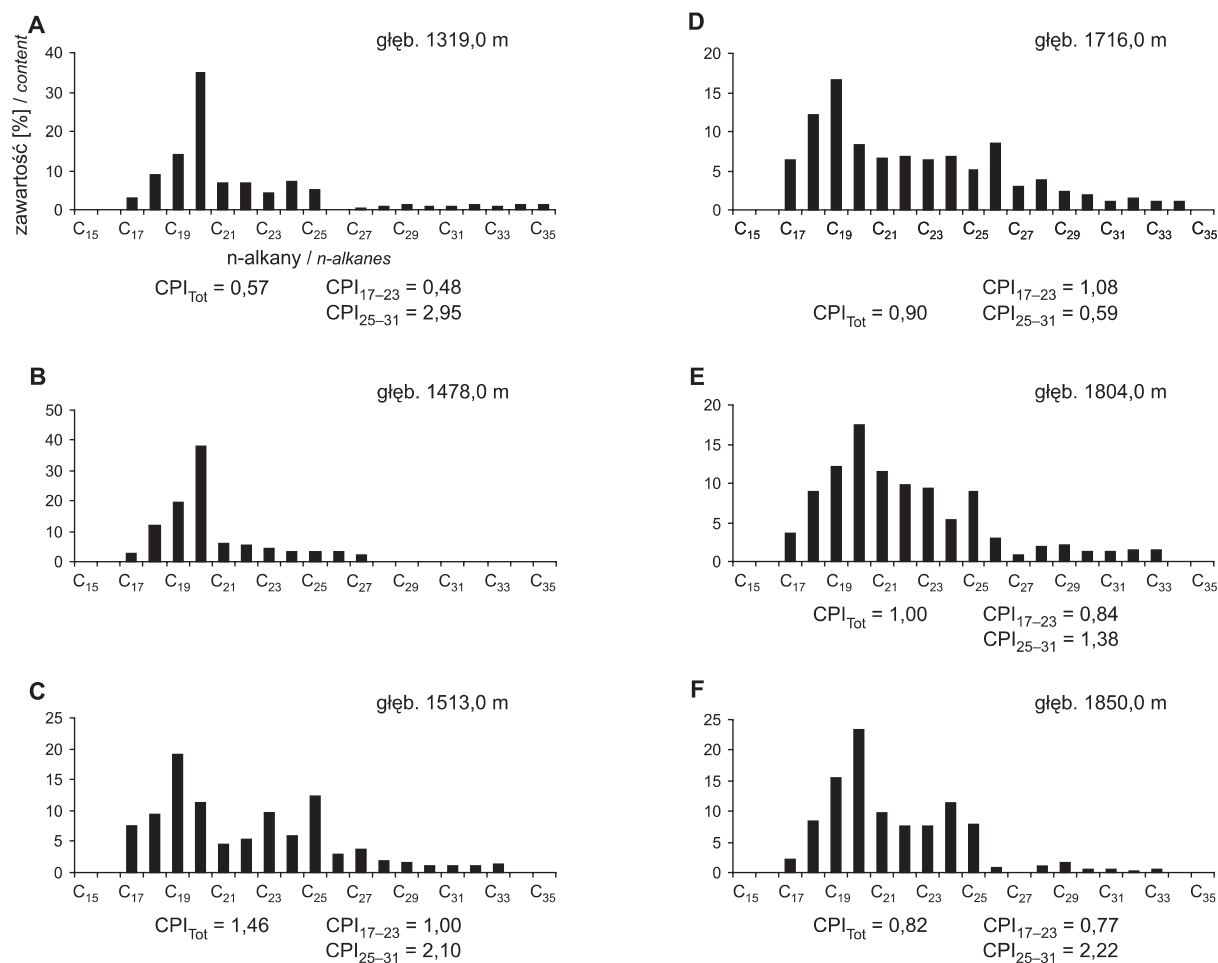 A
głęb. 1319,0 m
zawartość [%] / content
40
30
20
10
0
C15 C17 C19 C21 C23 C25 C27 C29 C31 C33 C35
n-alkany / n-alkanes
CPITot = 0,57
CPI17–23 = 0,48
CPI25–31 = 2,95
B
głęb. 1478,0 m
50
40
30
20
10
0
C15 C17 C19 C21 C23 C25 C27 C29 C31 C33 C35
C
głęb. 1513,0 m
25
20
15
10
5
0
C15 C17 C19 C21 C23 C25 C27 C29 C31 C33 C35
CPITot = 1,46
CPI17–23 = 1,00
CPI25–31 = 2,10
D
głęb. 1716,0 m
20
15
10
5
0
C15 C17 C19 C21 C23 C25 C27 C29 C31 C33 C35
CPI17–23 = 1,08
CPITot = 0,90
CPI25–31 = 0,59
E
głęb. 1804,0 m
20
15
10
5
0
C15 C17 C19 C21 C23 C25 C27 C29 C31 C33 C35
CPITot = 1,00
CPI17–23 = 0,84
CPI25–31 = 1,38
F
głęb. 1850,0 m
25
20
15
10
5
0
C15 C17 C19 C21 C23 C25 C27 C29 C31 C33 C35
CPITot = 0,82
CPI17–23 = 0,77
CPI25–31 = 2,22